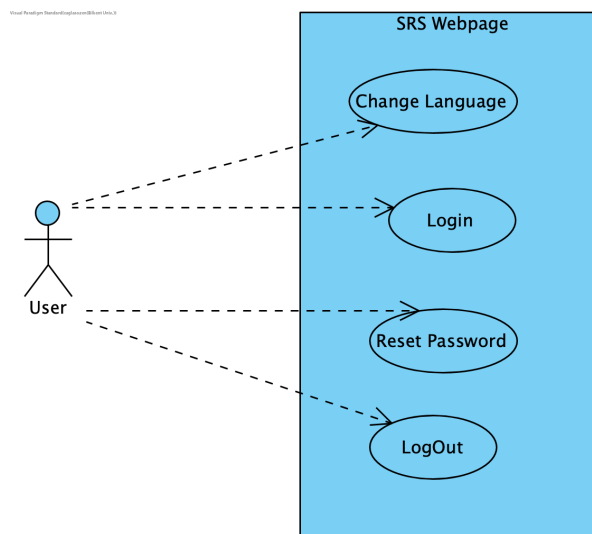 SRS Webpage
Change Language
Login
User
Reset Password
LogOut